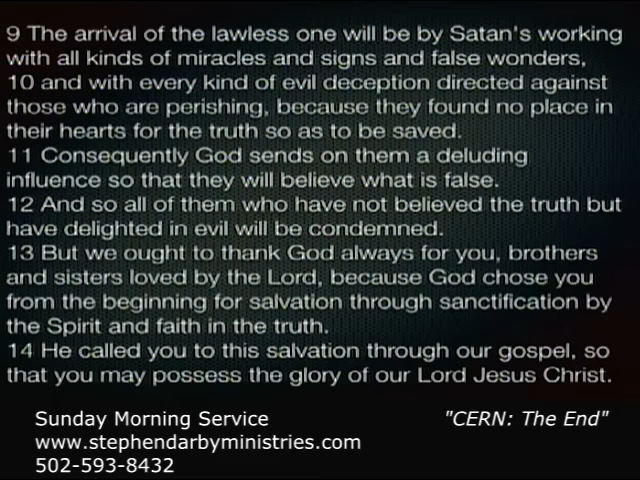 9 The arrival of the lawless one will be by Satan's working
with all kinds of miracles and signs and false wonders,
10 and with every kind of evil deception directed against
those who are perishing, because they found no place in
their hearts for the truth so as to be saved.
11 Consequently God sends on them a deluding
influence so that they will believe what is false.
12 And so all of them who have not believed the truth but
have delighted in evil will be condemned.
13 But we ought to thank God always for you, brothers
and sisters loved by the Lord, because God chose you
from the beginning for salvation through sanctification by
the Spirit and faith in the truth.
14 He called you to this salvation through our gospel, so
that you may possess the glory of our Lord Jesus Christ.
Sunday Morning Service
"CERN: The End"
www.stephendarbyministries.com
502-593-8432